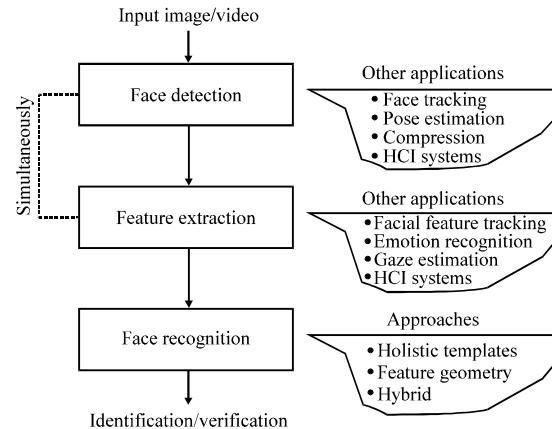 Input image/video
Face detection
Other applications
• Face tracking
• Pose estimation
• Compression
• HCI systems
Simultaneously
Feature extraction
Other applications
• Facial feature tracking
• Emotion recognition
• Gaze estimation
• HCI systems
Face recognition
Approaches
• Holistic templates
• Feature geometry
• Hybrid
Identification/verification